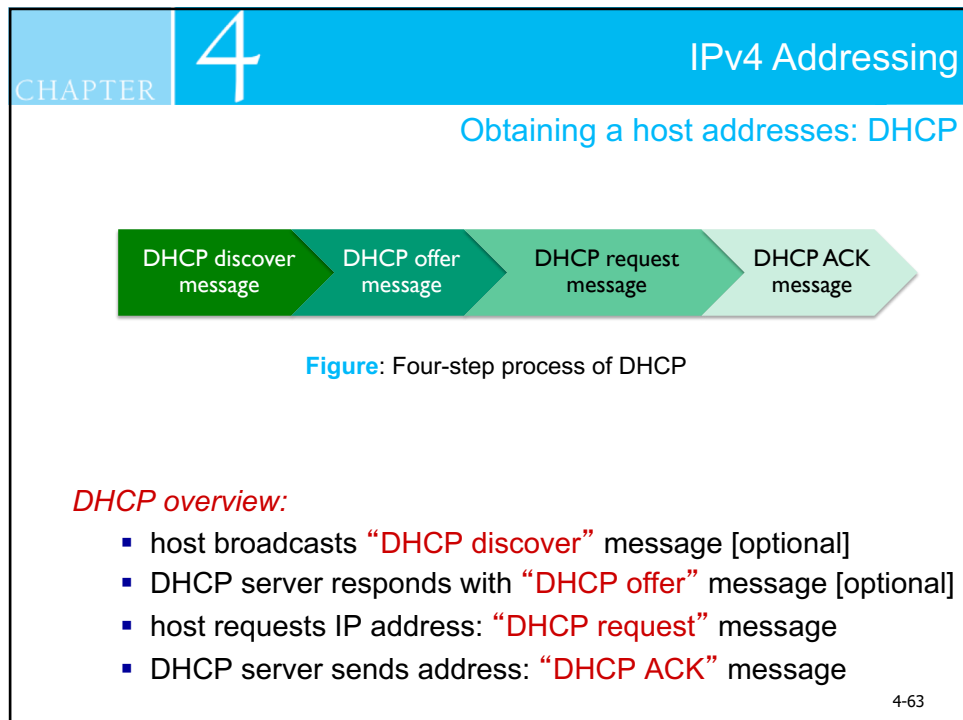 CHAPTER 4
IPv4 Addressing
Obtaining a host addresses: DHCP
DHCP discover
message
DHCP offer
message
DHCP request
message
DHCP ACK
message
Figure: Four-step process of DHCP
DHCP overview:
▪ host broadcasts “DHCP discover” message [optional]
▪ DHCP server responds with “DHCP offer” message [optional]
▪ host requests IP address: “DHCP request” message
▪ DHCP server sends address: “DHCP ACK” message
4-63